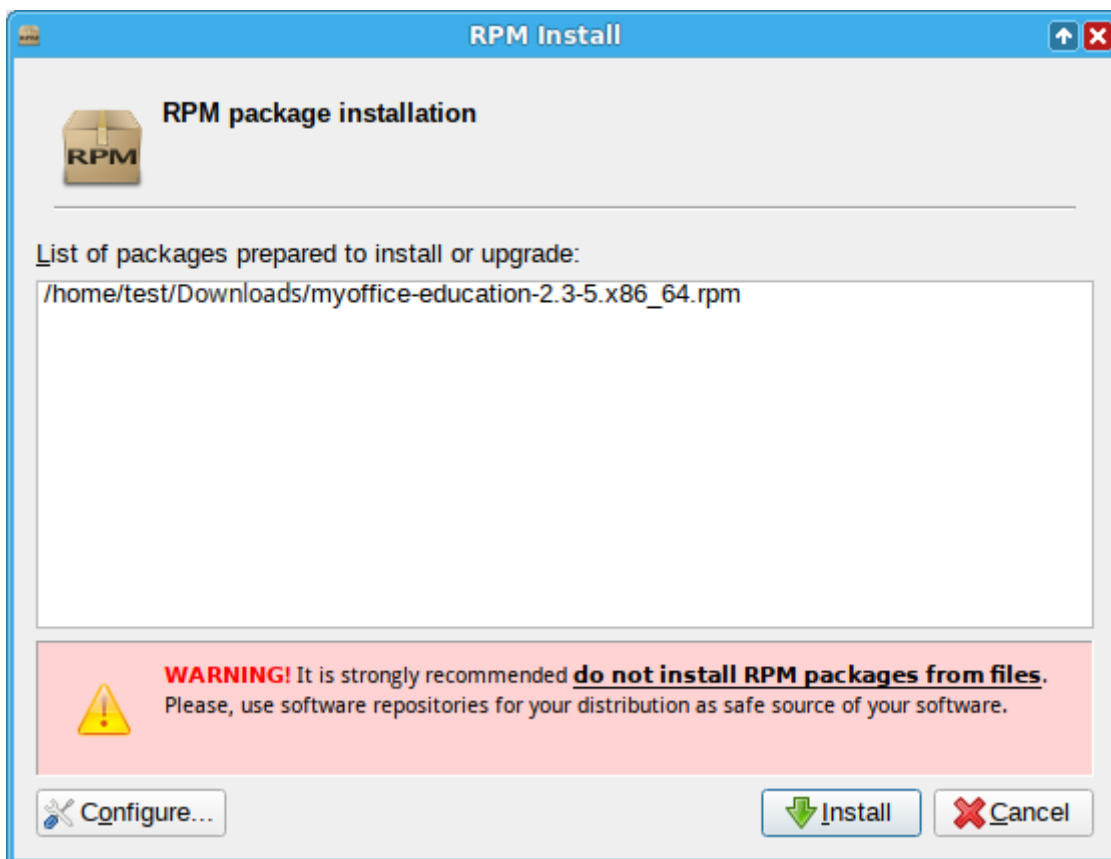 RPM Install
RPM package installation
RPM
List of packages prepared to install or upgrade:
/home/test/Downloads/myoffice-education-2.3-5.x86_64.rpm
WARNING! It is strongly recommended do not install RPM packages from files.
Please, use software repositories for your distribution as safe source of your software.
Configure...
Install
Cancel